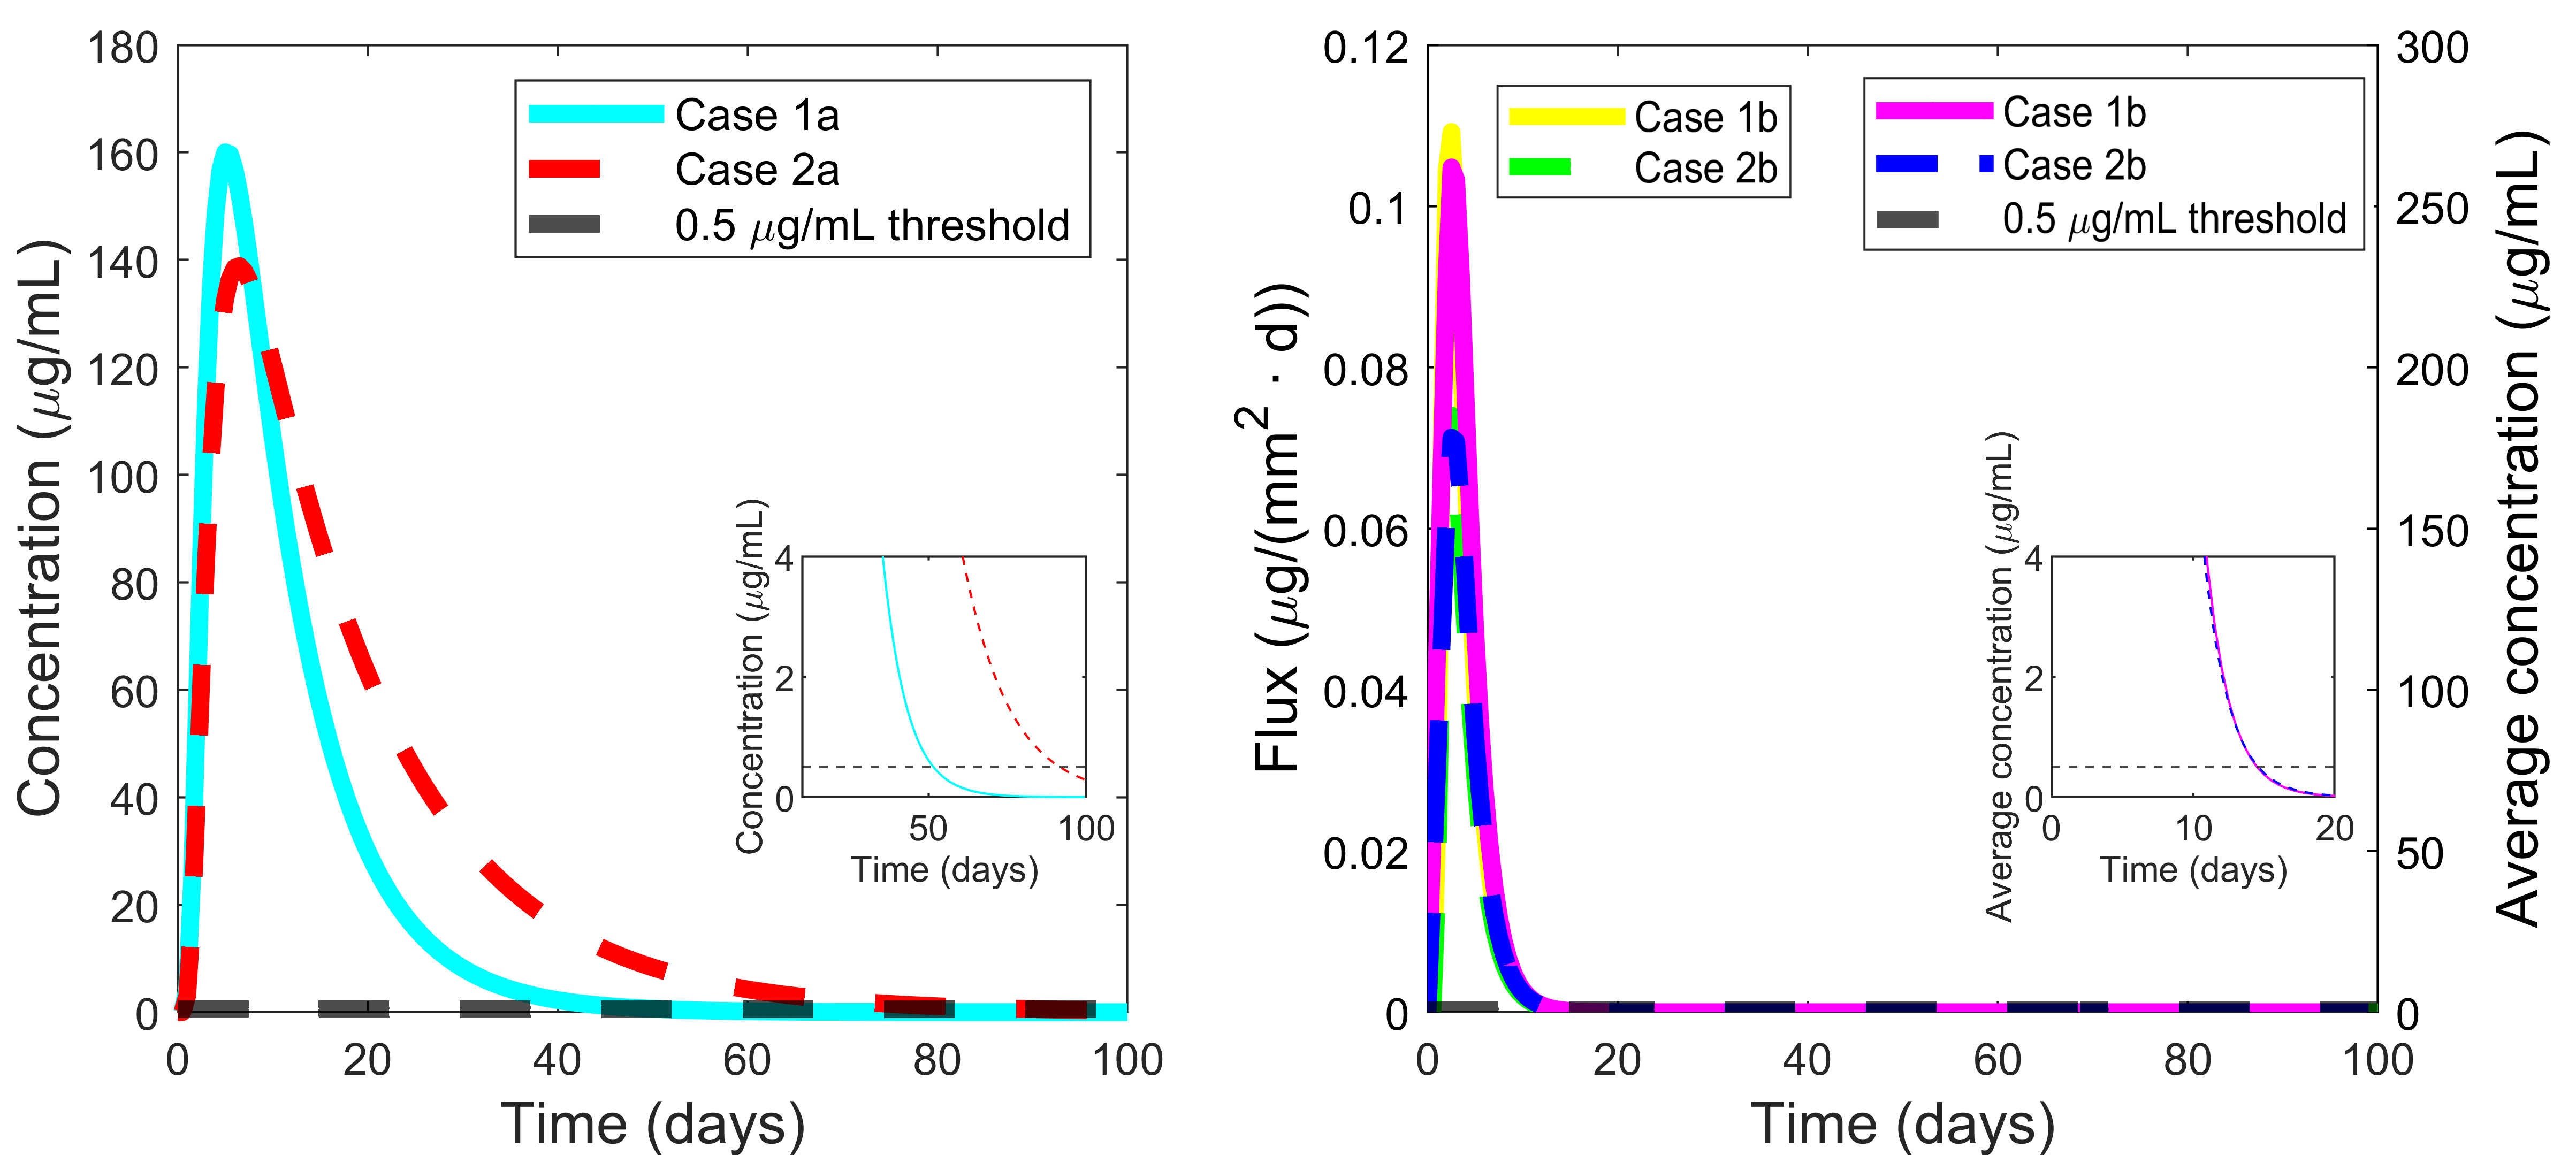 180
160
140
120
100
80
60
40
20
0
Concentration (μg/mL)
Case 1a
Case 2a
0.5 μg/mL threshold
4
2
0
Concentration (μg/mL)
50
100
Time (days)
0
20
40
60
80
100
Time (days)
0.12
0.1
0.08
0.06
0.04
0.02
0
Flux (μg/(mm² · d))
Case 1b
Case 2b
Case 1b
Case 2b
0.5 μg/mL threshold
4
2
0
Average concentration (μg/mL)
0
10
20
Time (days)
300
250
200
150
100
50
0
Average concentration (μg/mL)
0
20
40
60
80
100
Time (days)